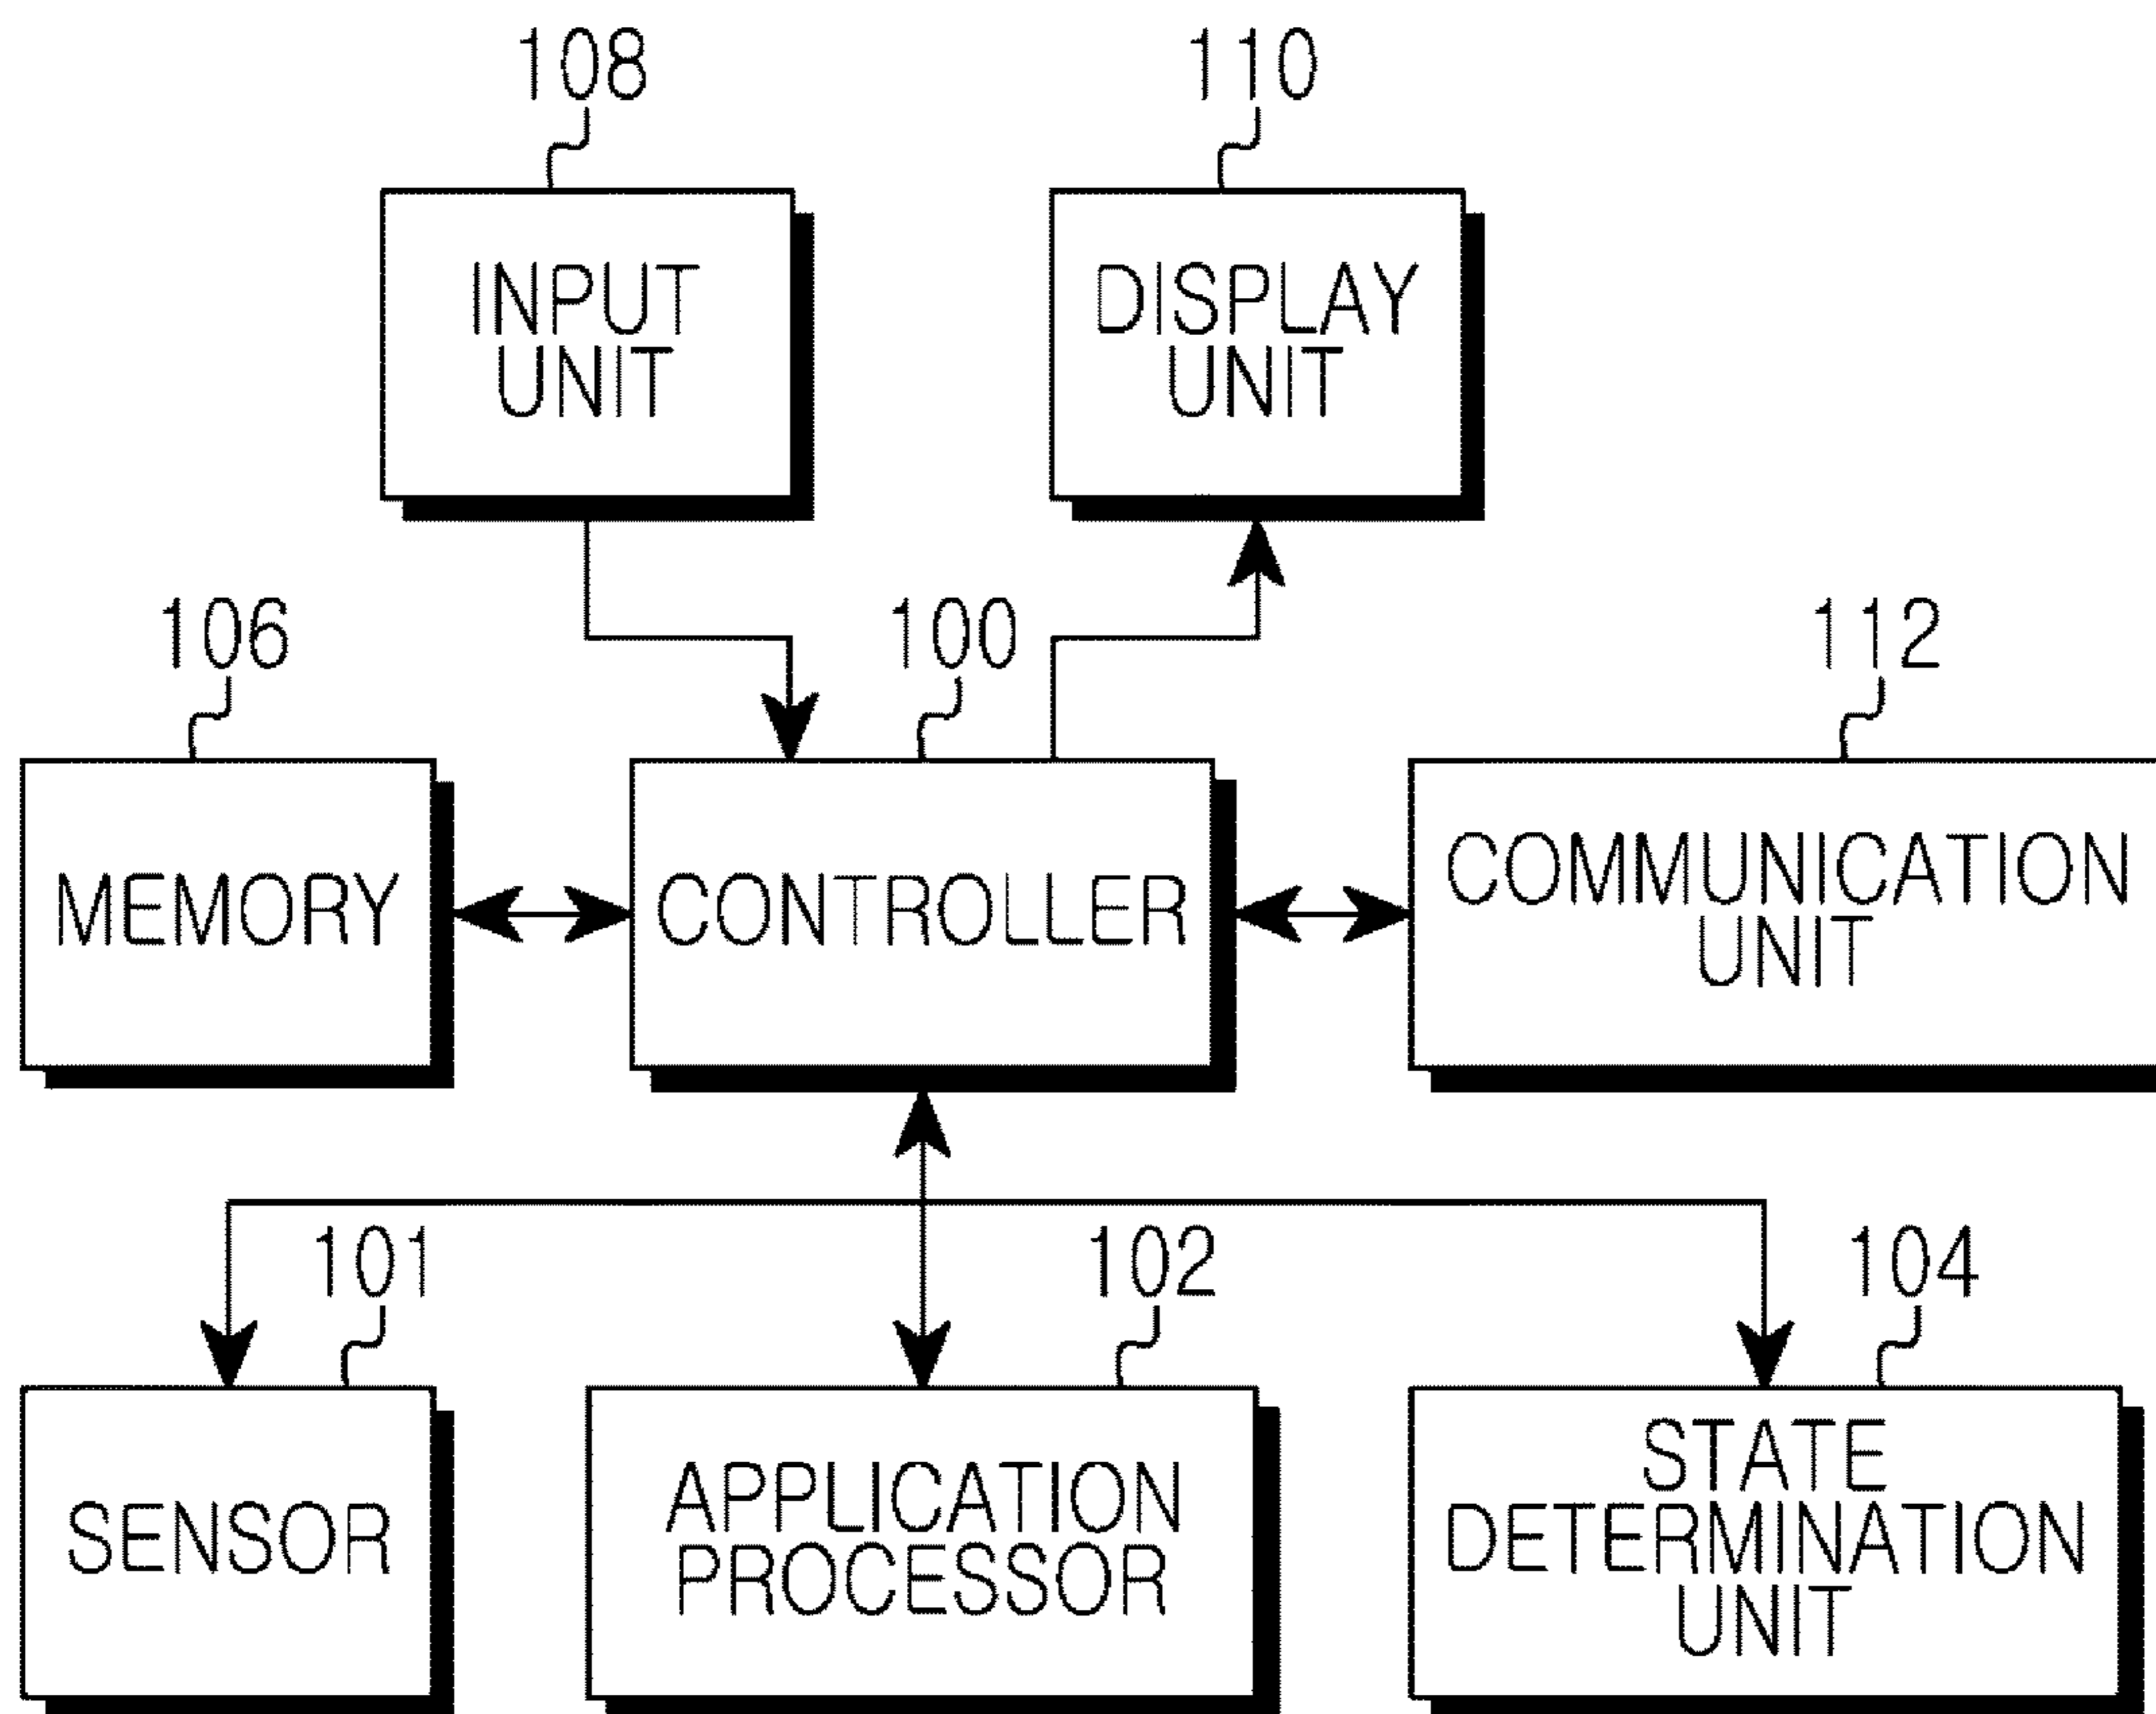 108
110
INPUT
UNIT
DISPLAY
UNIT
106
100
112
MEMORY
CONTROLLER
COMMUNICATION
UNIT
101
102
104
SENSOR
APPLICATION
PROCESSOR
STATE
DETERMINATION
UNIT